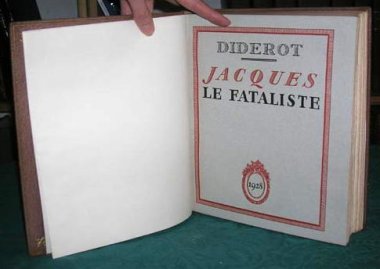 DIDEROT
JACQUES
LE FATALISTE
1928